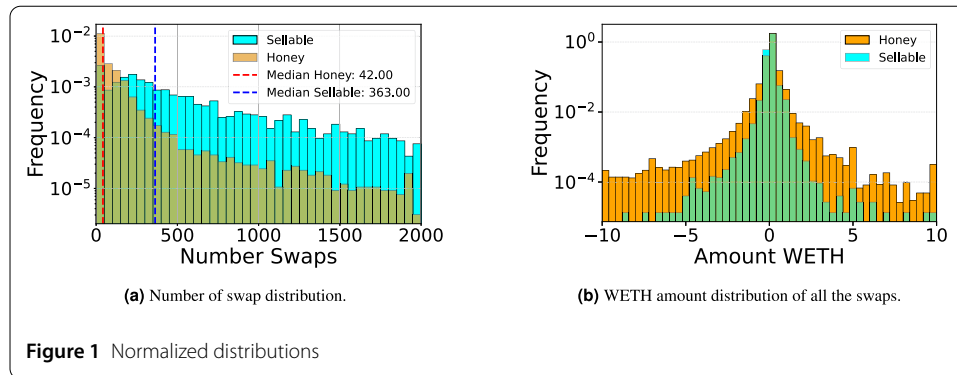 10⁻²
10⁻³
10⁻⁴
10⁻⁵
Frequency
Sellable
Honey
Median Honey: 42.00
Median Sellable: 363.00
0 500 1000 1500 2000
Number Swaps
(a) Number of swap distribution.
10⁰
10⁻²
10⁻⁴
Frequency
Honey
Sellable
−10 −5 0 5 10
Amount WETH
(b) WETH amount distribution of all the swaps.
Figure 1 Normalized distributions